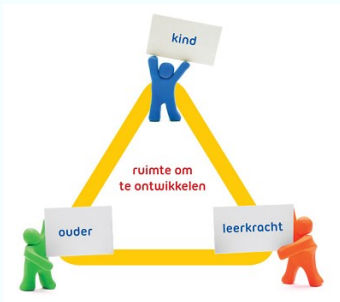 kind
ruimte om
te ontwikkelen
ouder
leerkracht